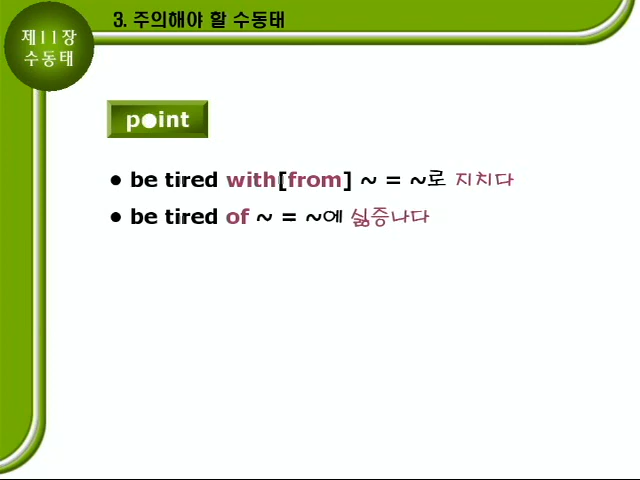 3. 주의해야 할 수동태
제11장
수동태
point
• be tired with[from] ~ = ~로 지치다
• be tired of ~ = ~에 싫증나다